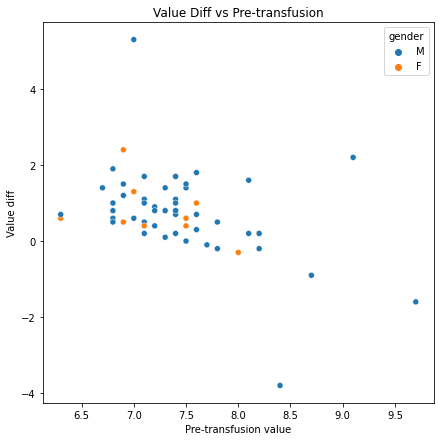 Value Diff vs Pre-transfusion
gender
M
F
Value diff
4
2
0
−2
−4
6.5 7.0 7.5 8.0 8.5 9.0 9.5
Pre-transfusion value